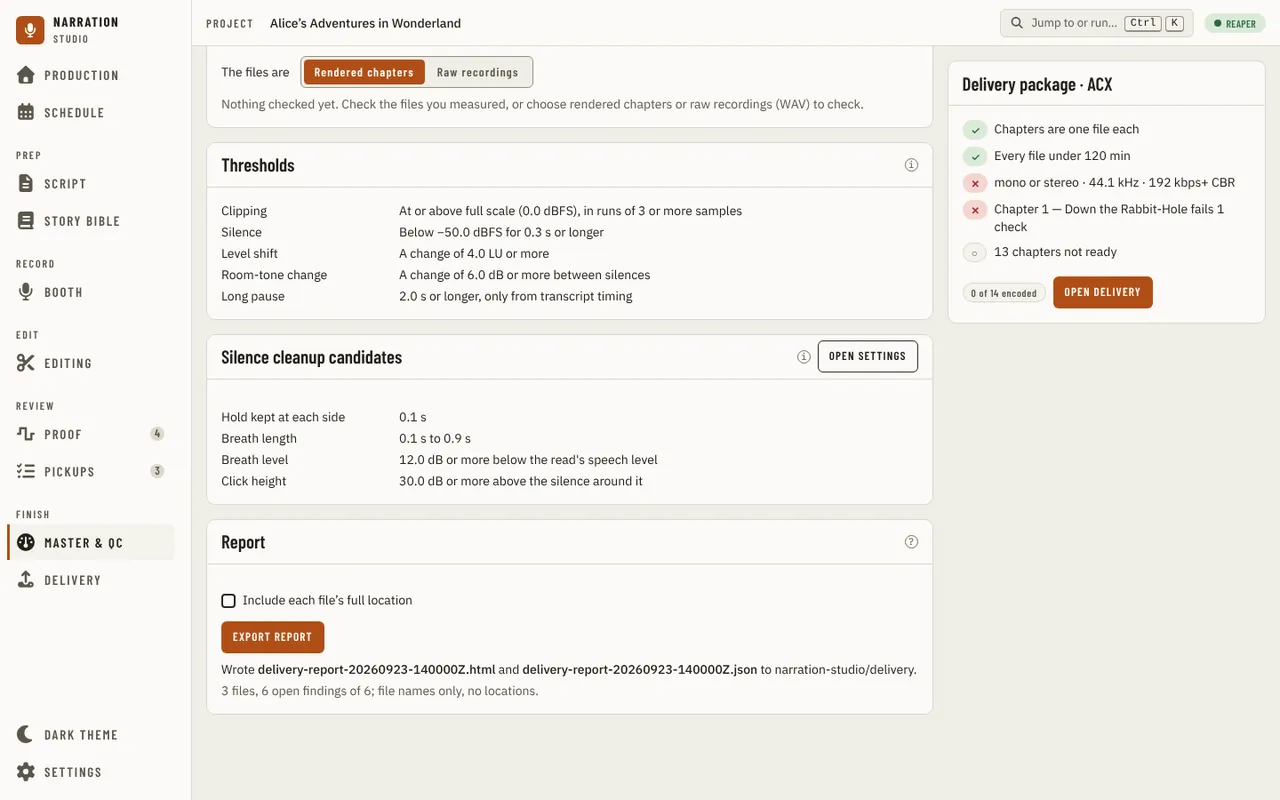 NARRATION
STUDIO
PRODUCTION
SCHEDULE
PREP
SCRIPT
STORY BIBLE
RECORD
BOOTH
EDIT
EDITING
REVIEW
PROOF 4
PICKUPS 3
FINISH
MASTER & QC
DELIVERY
DARK THEME
SETTINGS
PROJECT Alice’s Adventures in Wonderland
Jump to or run… Ctrl K
REAPER
The files are Rendered chapters Raw recordings
Nothing checked yet. Check the files you measured, or choose rendered chapters or raw recordings (WAV) to check.
Thresholds
Clipping At or above full scale (0.0 dBFS), in runs of 3 or more samples
Silence Below −50.0 dBFS for 0.3 s or longer
Level shift A change of 4.0 LU or more
Room-tone change A change of 6.0 dB or more between silences
Long pause 2.0 s or longer, only from transcript timing
Silence cleanup candidates OPEN SETTINGS
Hold kept at each side 0.1 s
Breath length 0.1 s to 0.9 s
Breath level 12.0 dB or more below the read's speech level
Click height 30.0 dB or more above the silence around it
Report
Include each file’s full location
EXPORT REPORT
Wrote delivery-report-20260923-140000Z.html and delivery-report-20260923-140000Z.json to narration-studio/delivery.
3 files, 6 open findings of 6; file names only, no locations.
Delivery package · ACX
Chapters are one file each
Every file under 120 min
mono or stereo · 44.1 kHz · 192 kbps+ CBR
Chapter 1 — Down the Rabbit-Hole fails 1
check
13 chapters not ready
0 of 14 encoded OPEN DELIVERY